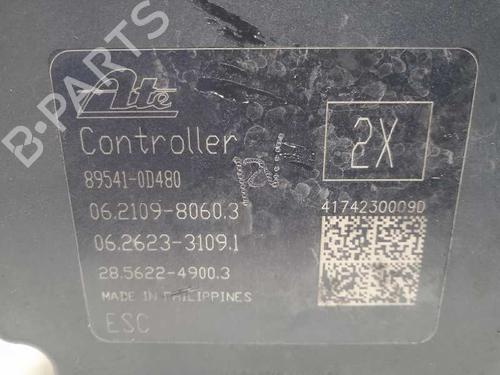 Ate
Controller
2X
89541-0D480
06.2109-8060.3
41742300090
06.2623-3109.1
28.5622-4900.3
MADE IN PHILIPPINES
ESC
B-PARTS